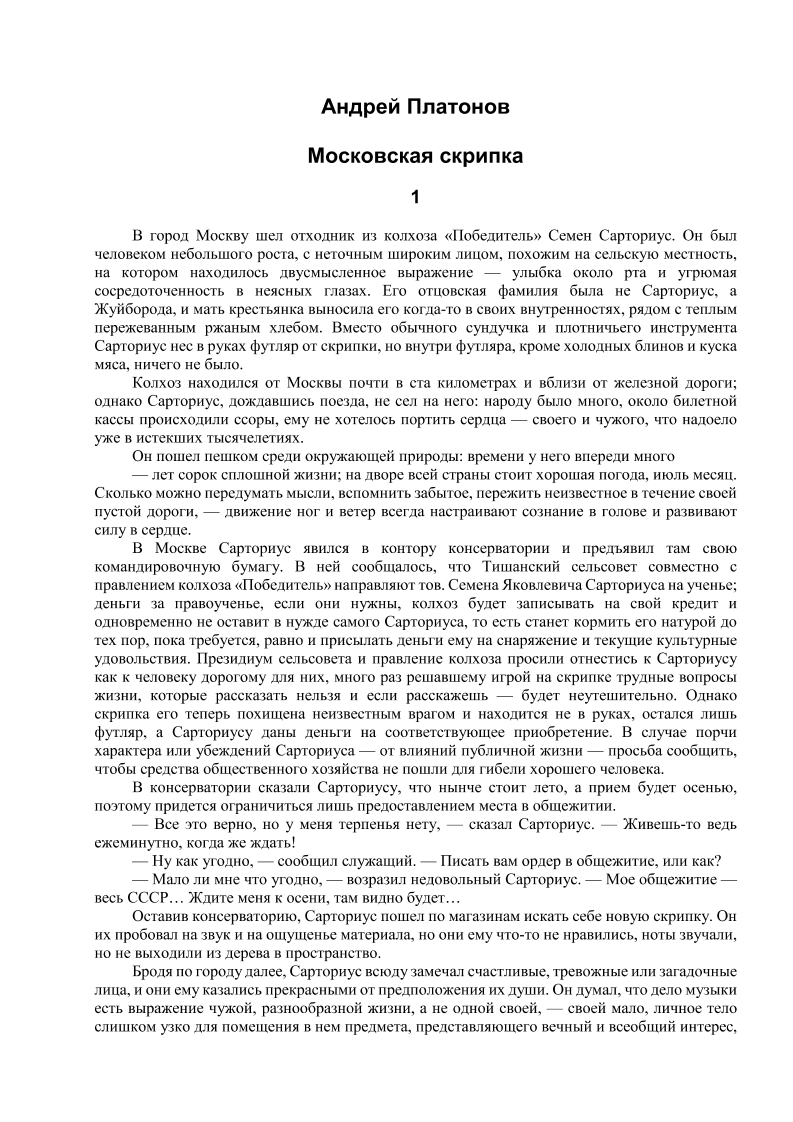 Андрей Платонов
Московская скрипка
1
В город Москву шел отходник из колхоза «Победитель» Семен Сарториус. Он был
человеком небольшого роста, с неточным широким лицом, похожим на сельскую местность,
на котором находилось двусмысленное выражение — улыбка около рта и угрюмая
сосредоточенность в неясных глазах. Его отцовская фамилия была не Сарториус, а
Жуйборода, и мать крестьянка выносила его когда-то в своих внутренностях, рядом с теплым
пережеванным ржаным хлебом. Вместо обычного сундучка и плотничьего инструмента
Сарториус нес в руках футляр от скрипки, но внутри футляра, кроме холодных блинов и куска
мяса, ничего не было.
Колхоз находился от Москвы почти в ста километрах и вблизи от железной дороги;
однако Сарториус, дождавшись поезда, не сел на него: народу было много, около билетной
кассы происходили ссоры, ему не хотелось портить сердца — своего и чужого, что надоело
уже в истекших тысячелетиях.
Он пошел пешком среди окружающей природы: времени у него впереди много
— лет сорок сплошной жизни; на дворе всей страны стоит хорошая погода, июль месяц.
Сколько можно передумать мысли, вспомнить забытое, пережить неизвестное в течение своей
пустой дороги, — движение ног и ветер всегда настраивают сознание в голове и развивают
силу в сердце.
В Москве Сарториус явился в контору консерватории и предъявил там свою
командировочную бумагу. В ней сообщалось, что Тишанский сельсовет совместно с
правлением колхоза «Победитель» направляют тов. Семена Яковлевича Сарториуса на ученье;
деньги за правоученье, если они нужны, колхоз будет записывать на свой кредит и
одновременно не оставит в нужде самого Сарториуса, то есть станет кормить его натурой до
тех пор, пока требуется, равно и присылать деньги ему на снаряжение и текущие культурные
удовольствия. Президиум сельсовета и правление колхоза просили отнестись к Сарториусу
как к человеку дорогому для них, много раз решавшему игрой на скрипке трудные вопросы
жизни, которые рассказать нельзя и если расскажешь — будет неутешительно. Однако
скрипка его теперь похищена неизвестным врагом и находится не в руках, остался лишь
футляр, а Сарториусу даны деньги на соответствующее приобретение. В случае порчи
характера или убеждений Сарториуса — от влияний публичной жизни — просьба сообщить,
чтобы средства общественного хозяйства не пошли для гибели хорошего человека.
В консерватории сказали Сарториусу, что нынче стоит лето, а прием будет осенью,
поэтому придется ограничиться лишь предоставлением места в общежитии.
— Все это верно, но у меня терпенья нету, — сказал Сарториус. — Живешь-то ведь
ежеминутно, когда же ждать!
— Ну как угодно, — сообщил служащий. — Писать вам ордер в общежитие, или как?
— Мало ли мне что угодно, — возразил недовольный Сарториус. — Мое общежитие —
весь СССР… Ждите меня к осени, там видно будет…
Оставив консерваторию, Сарториус пошел по магазинам искать себе новую скрипку. Он
их пробовал на звук и на ощущенье материала, но они ему что-то не нравились, ноты звучали,
но не выходили из дерева в пространство.
Бродя по городу далее, Сарториус всюду замечал счастливые, тревожные или загадочные
лица, и они ему казались прекрасными от предположения их души. Он думал, что дело музыки
есть выражение чужой, разнообразной жизни, а не одной своей, — своей мало, личное тело
слишком узко для помещения в нем предмета, представляющего вечный и всеобщий интерес,